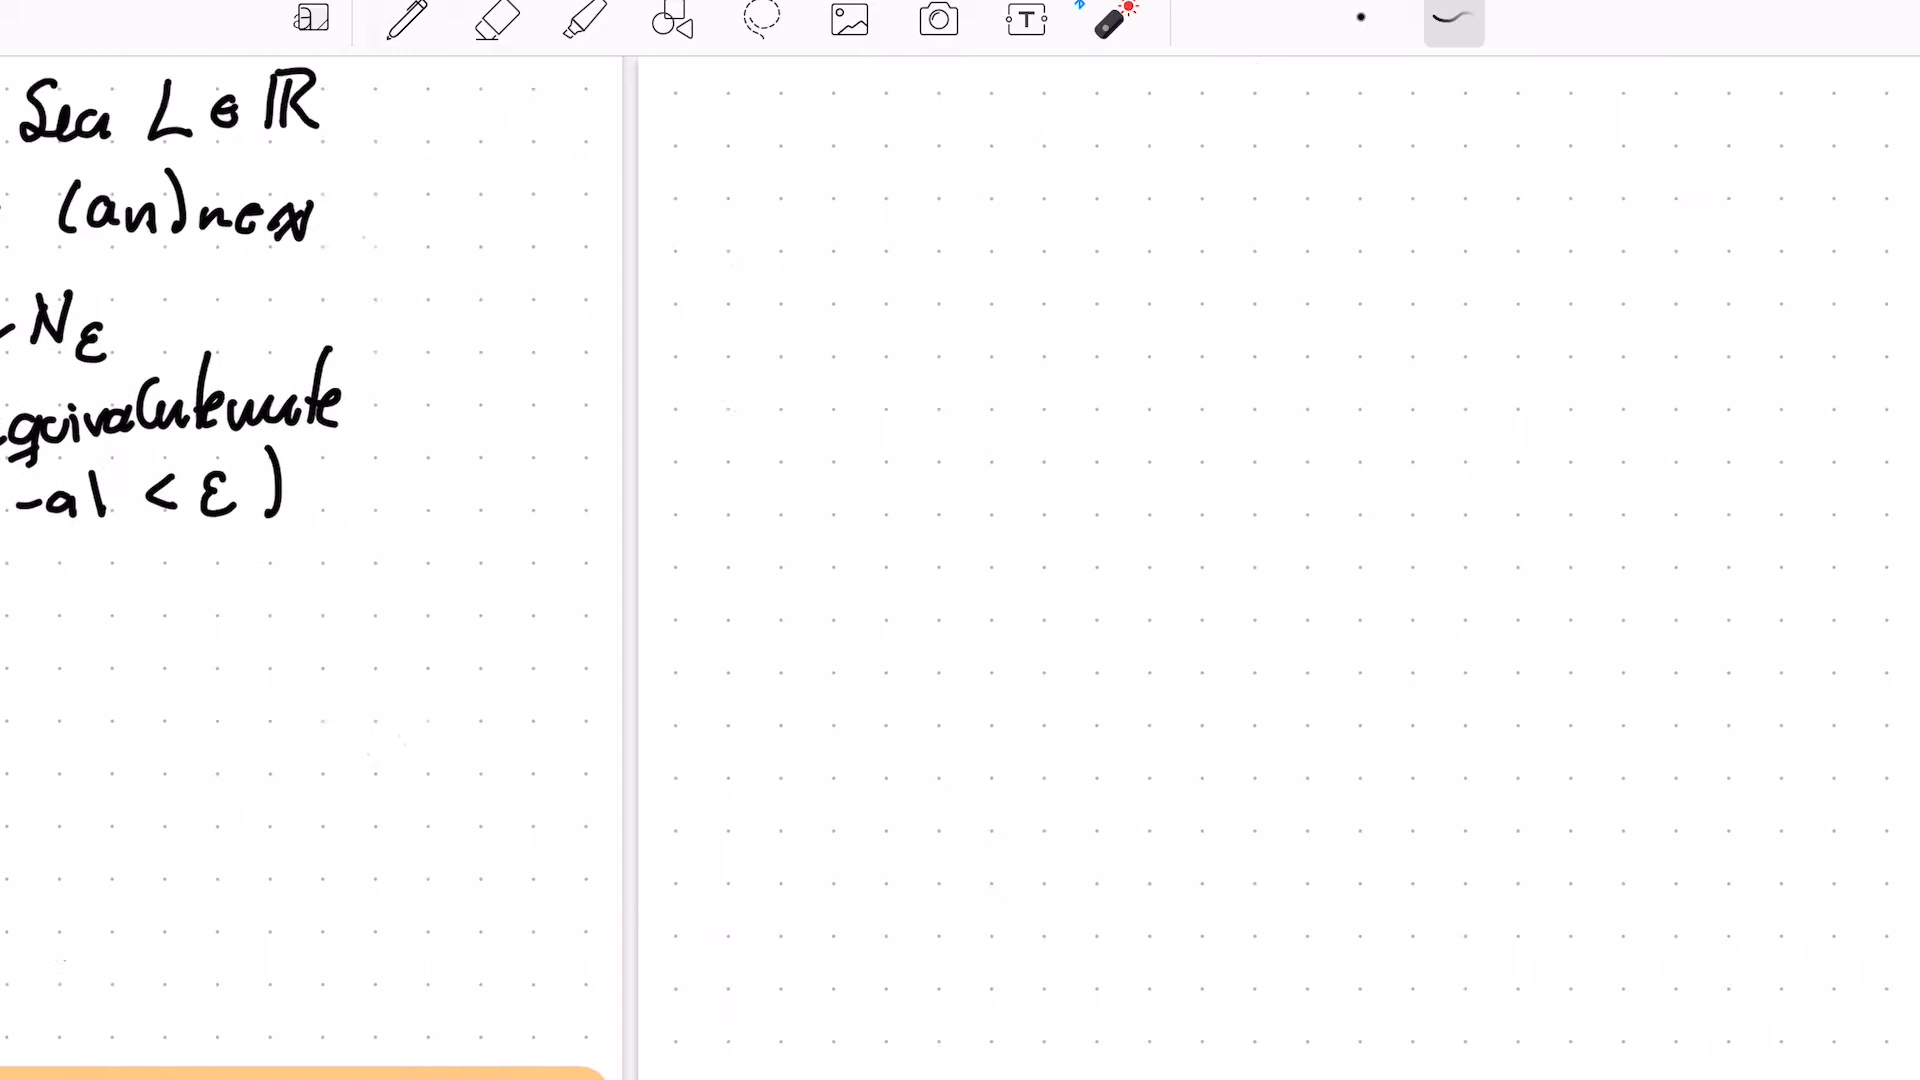 Sea L ∈ ℝ
(an)n∈ℕ
Nε
equivalentemente
-a| < ε )